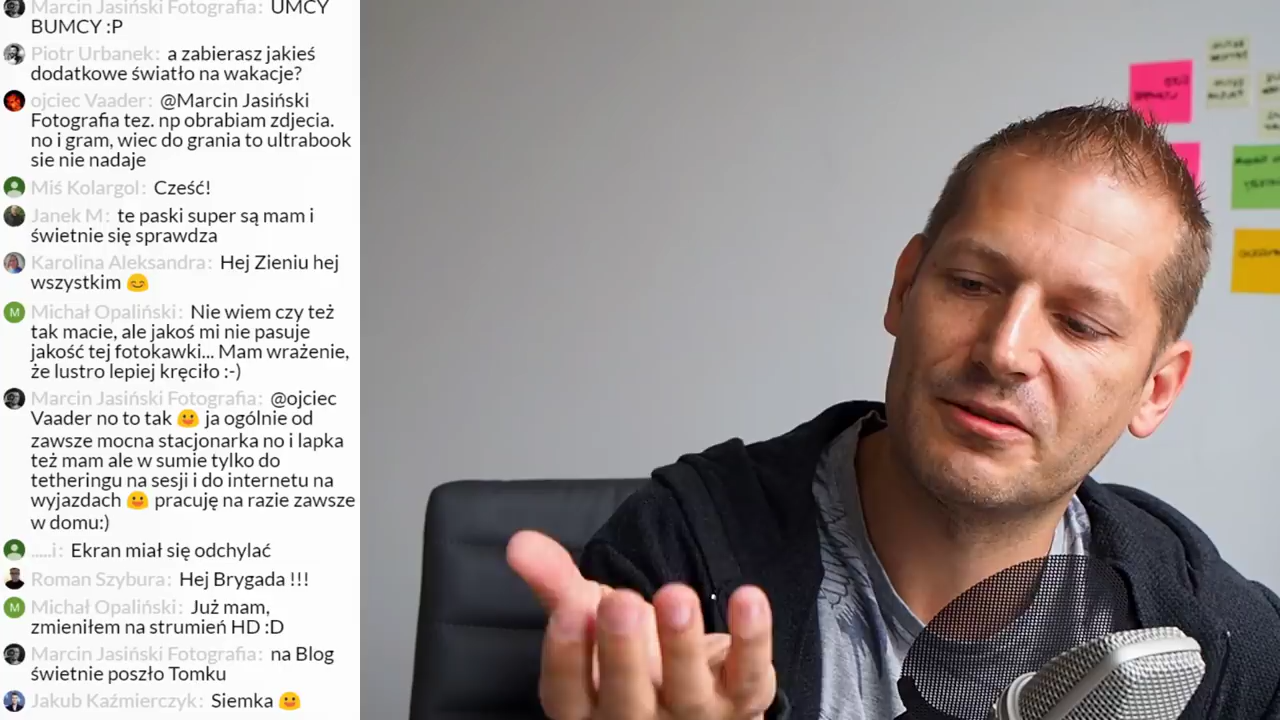 Marcin Jasiński Fotografia: UMCY
BUMCY :P
Piotr Urbanek: a zabierasz jakieś
dodatkowe światło na wakacje?
ojciec Vaader: @Marcin Jasiński
Fotografia tez. np obrabiam zdjecia.
no i gram, wiec do grania to ultrabook
sie nie nadaje
Miś Kolargol: Cześć!
Janek M: te paski super są mam i
świetnie się sprawdza
Karolina Aleksandra: Hej Zieniu hej
wszystkim 😊
M Michał Opaliński: Nie wiem czy też
tak macie, ale jakoś mi nie pasuje
jakość tej fotokawki... Mam wrażenie,
że lustro lepiej kręciło :-)
Marcin Jasiński Fotografia: @ojciec
Vaader no to tak 😀 ja ogólnie od
zawsze mocna stacjonarka no i lapka
też mam ale w sumie tylko do
tetheringu na sesji i do internetu na
wyjazdach 😀 pracuję na razie zawsze
w domu:)
.....i: Ekran miał się odchylać
Roman Szybura: Hej Brygada !!!
M Michał Opaliński: Już mam,
zmieniłem na strumień HD :D
Marcin Jasiński Fotografia: na Blog
świetnie poszło Tomku
Jakub Kaźmierczyk: Siemka 😀